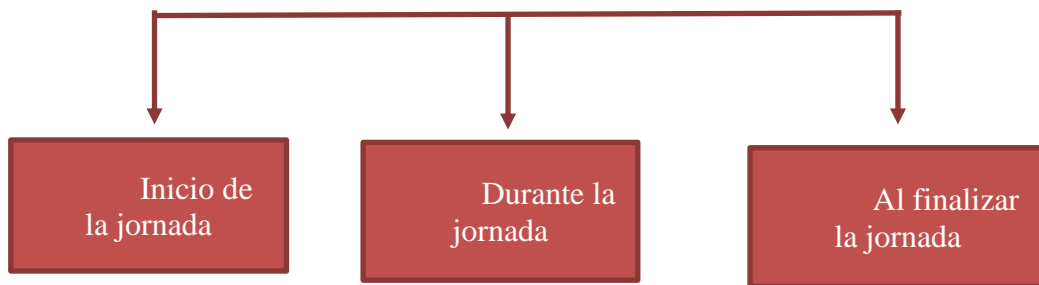 Inicio de
la jornada
Durante la
jornada
Al finalizar
la jornada